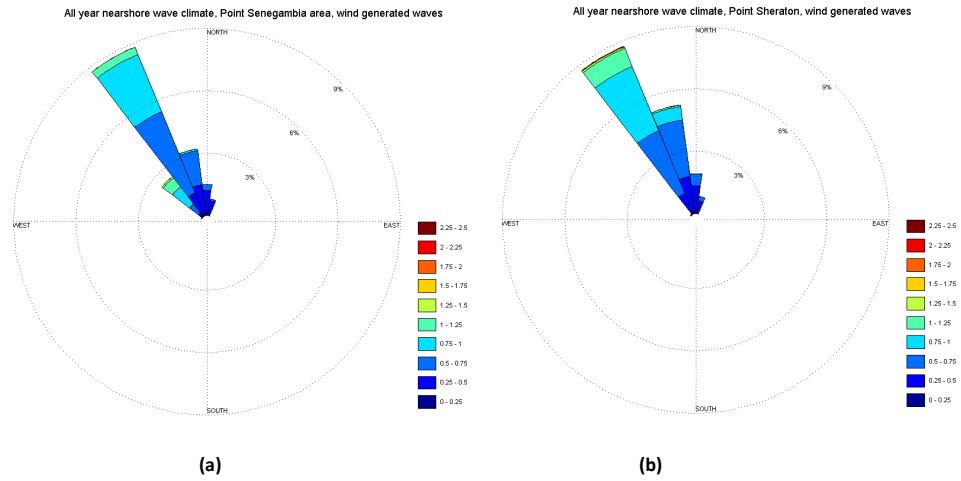 All year nearshore wave climate, Point Senegambia area, wind generated waves
NORTH
9%
6%
3%
WEST
EAST
SOUTH
2.25 - 2.5
2 - 2.25
1.75 - 2
1.5 - 1.75
1.25 - 1.5
1 - 1.25
0.75 - 1
0.5 - 0.75
0.25 - 0.5
0 - 0.25
(a)
All year nearshore wave climate, Point Sheraton, wind generated waves
NORTH
9%
6%
3%
WEST
EAST
SOUTH
2.25 - 2.5
2 - 2.25
1.75 - 2
1.5 - 1.75
1.25 - 1.5
1 - 1.25
0.75 - 1
0.5 - 0.75
0.25 - 0.5
0 - 0.25
(b)